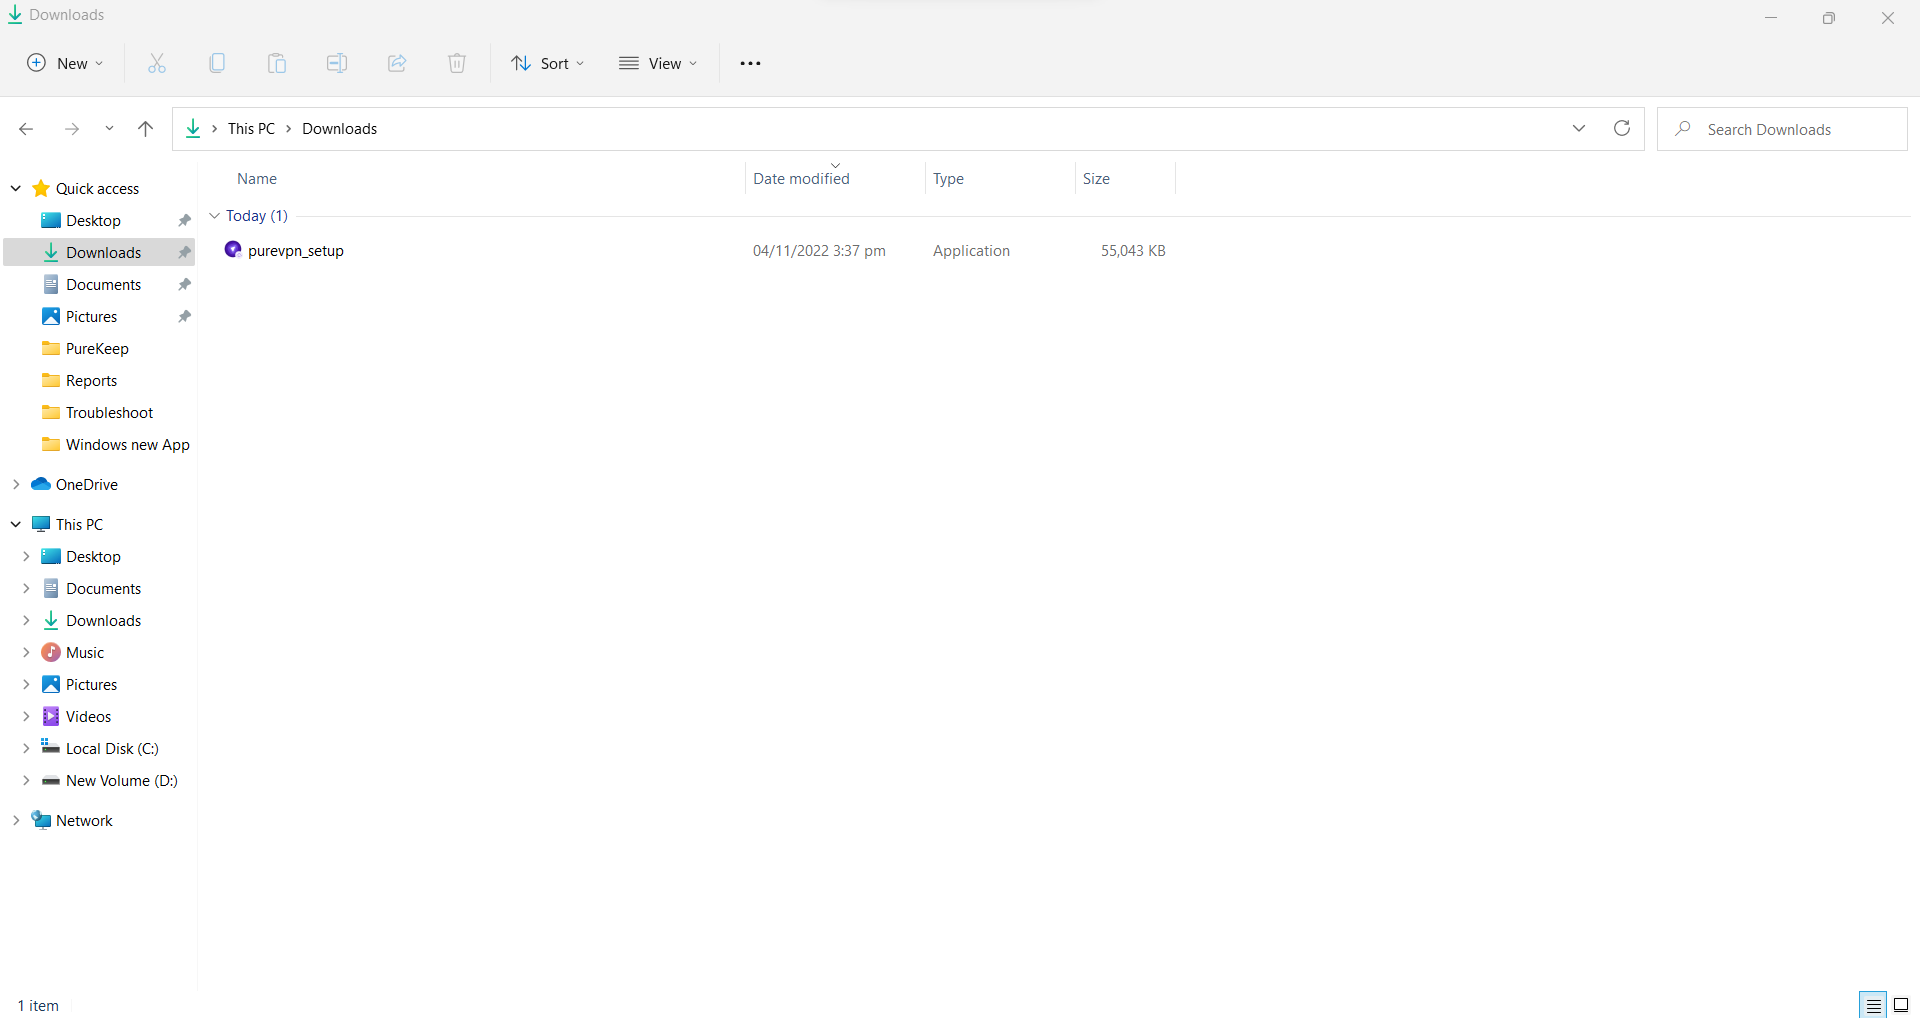 Downloads
New
Sort
View
This PC
Downloads
Search Downloads
Name
Date modified
Type
Size
Quick access
Desktop
Downloads
Documents
Pictures
PureKeep
Reports
Troubleshoot
Windows new App
OneDrive
This PC
Desktop
Documents
Downloads
Music
Pictures
Videos
Local Disk (C:)
New Volume (D:)
Network
Today (1)
purevpn_setup 04/11/2022 3:37 pm Application 55,043 KB
1 item